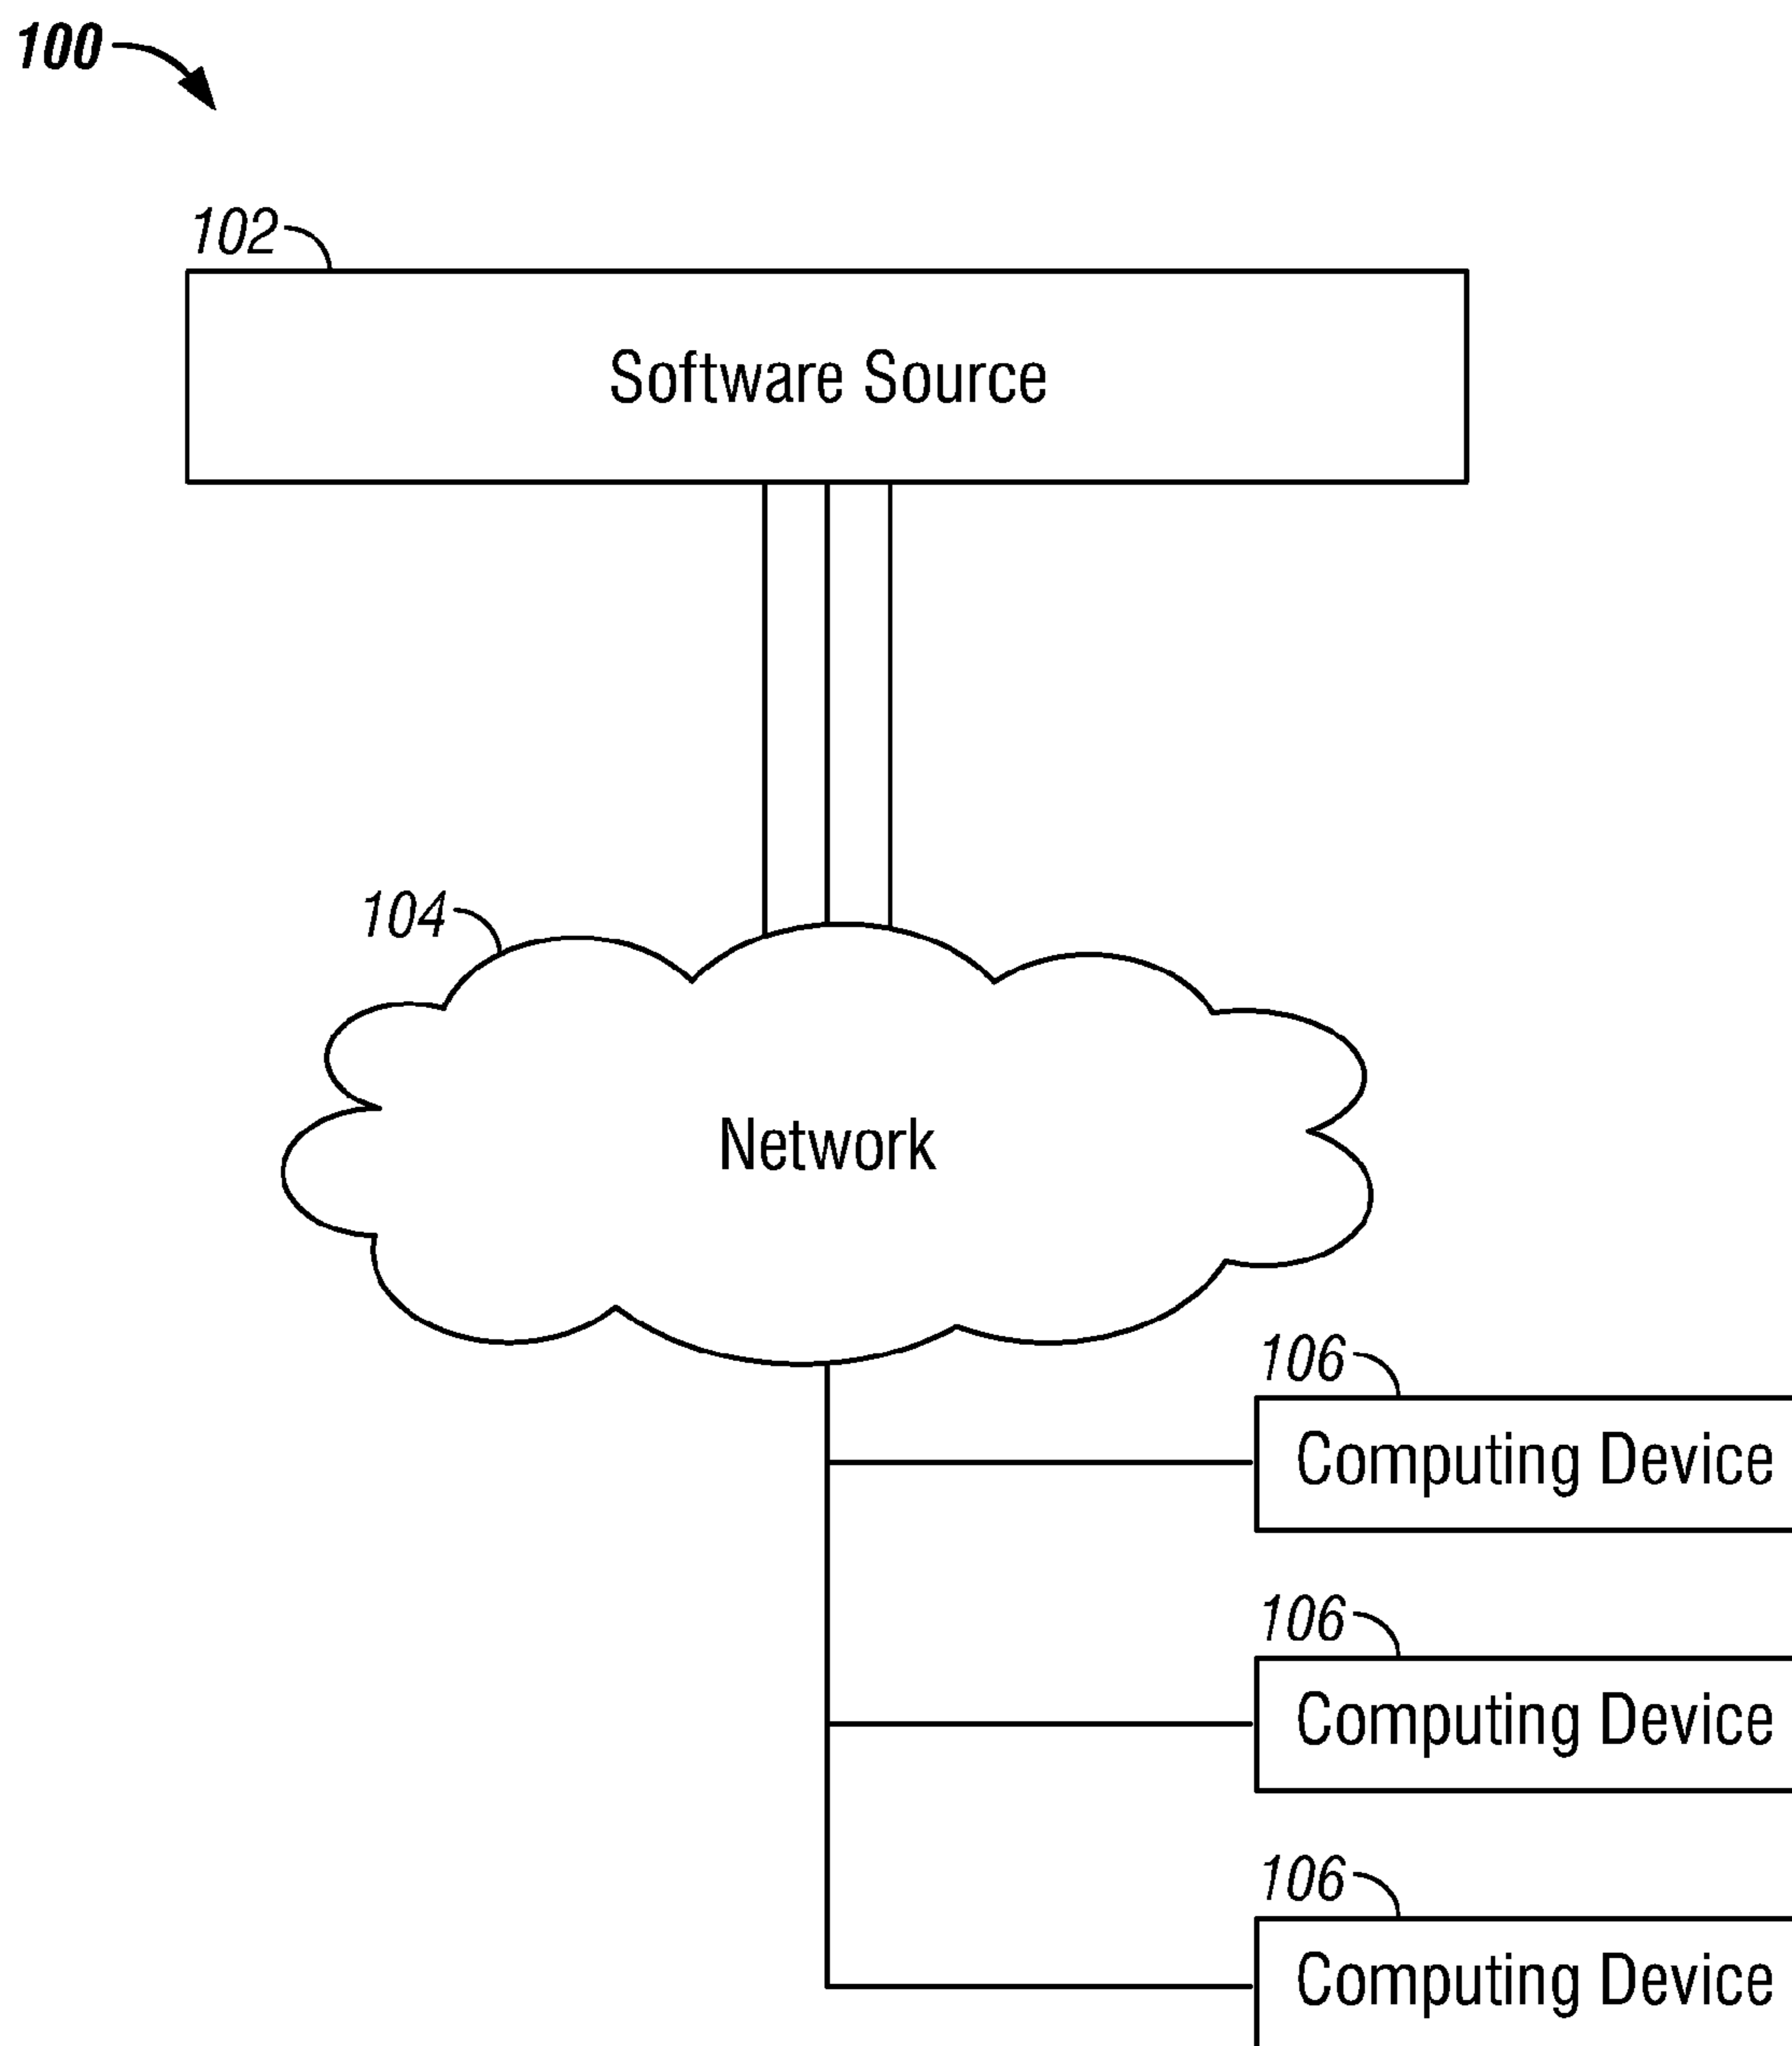 100
102
Software Source
104
Network
106
Computing Device
106
Computing Device
106
Computing Device